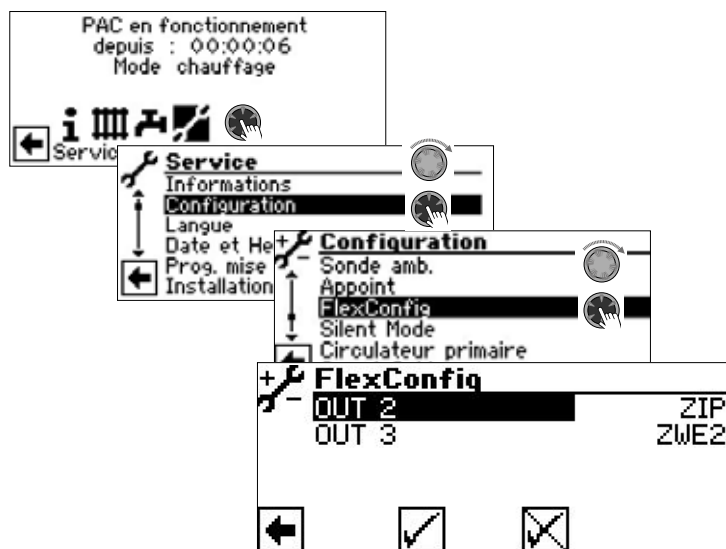 PAC en fonctionnement
depuis : 00:00:06
Mode chauffage
Servic
Service
Informations
Configuration
Langue
Date et He
Prog. mise
Installation
Configuration
Sonde amb.
Appoint
FlexConfig
Silent Mode
Circulateur primaire
FlexConfig
OUT 2 ZIP
OUT 3 ZWE2